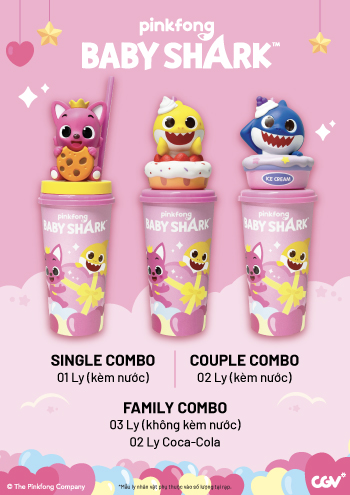 pinkfong
BABY SHARK™
ICE CREAM
pinkfong
BABY SHARK
pinkfong
BABY SHARK
pinkfong
BABY SHARK
SINGLE COMBO
01 Ly (kèm nước)
COUPLE COMBO
02 Ly (kèm nước)
FAMILY COMBO
03 Ly (không kèm nước)
02 Ly Coca-Cola
© The Pinkfong Company
*Mẫu ly nhân vật phụ thuộc vào số lượng tại rạp.
CGV